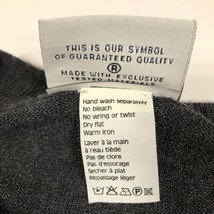 THIS IS OUR SYMBOL
OF GUARANTEED QUALITY
®
MADE WITH EXCLUSIVE
TESTED MATERIALS
Hand wash separately
No bleach
No wring or twist
Dry flat
Warm iron
Laver à la main
à l'eau tiède
Pas de clore
Pas d'essorage
Sécher à plat
Repassage léger